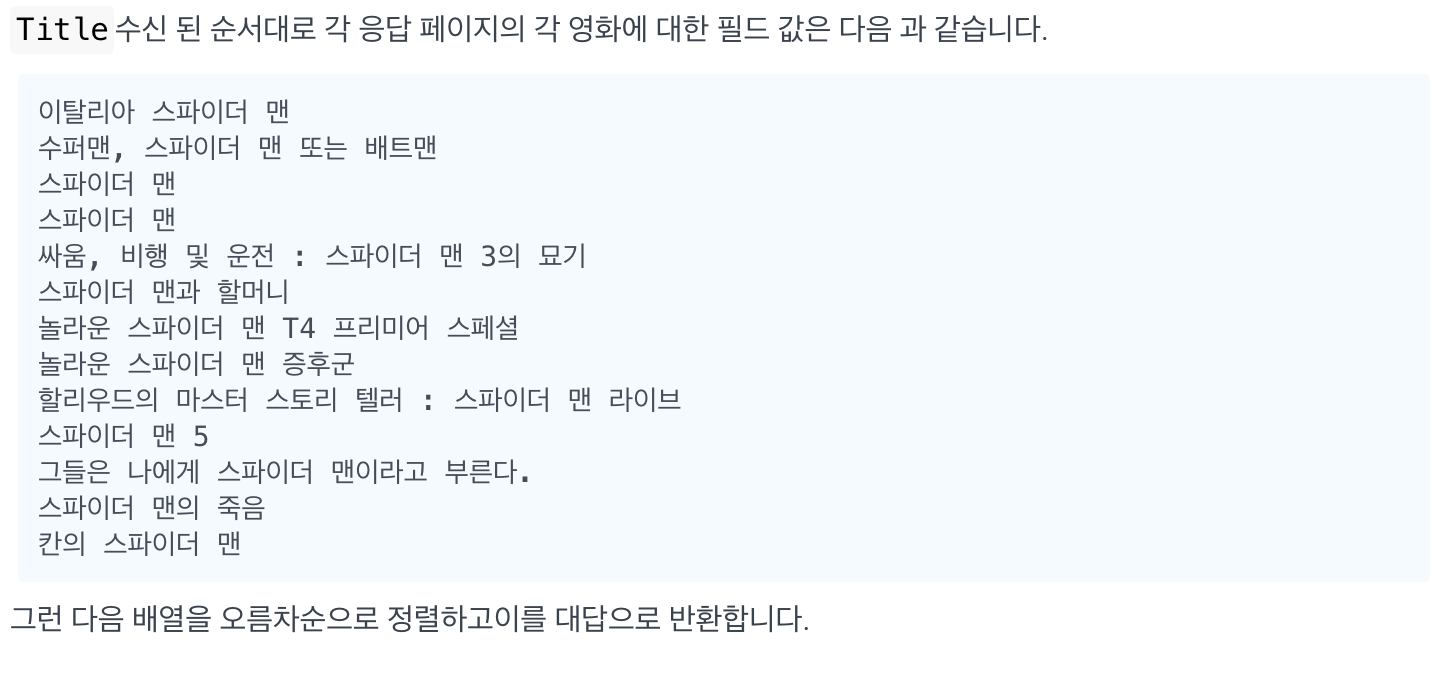 Title수신 된 순서대로 각 응답 페이지의 각 영화에 대한 필드 값은 다음 과 같습니다.
이탈리아 스파이더 맨
수퍼맨, 스파이더 맨 또는 배트맨
스파이더 맨
스파이더 맨
싸움, 비행 및 운전 : 스파이더 맨 3의 묘기
스파이더 맨과 할머니
놀라운 스파이더 맨 T4 프리미어 스페셜
놀라운 스파이더 맨 증후군
할리우드의 마스터 스토리 텔러 : 스파이더 맨 라이브
스파이더 맨 5
그들은 나에게 스파이더 맨이라고 부른다.
스파이더 맨의 죽음
칸의 스파이더 맨
그런 다음 배열을 오름차순으로 정렬하고이를 대답으로 반환합니다.